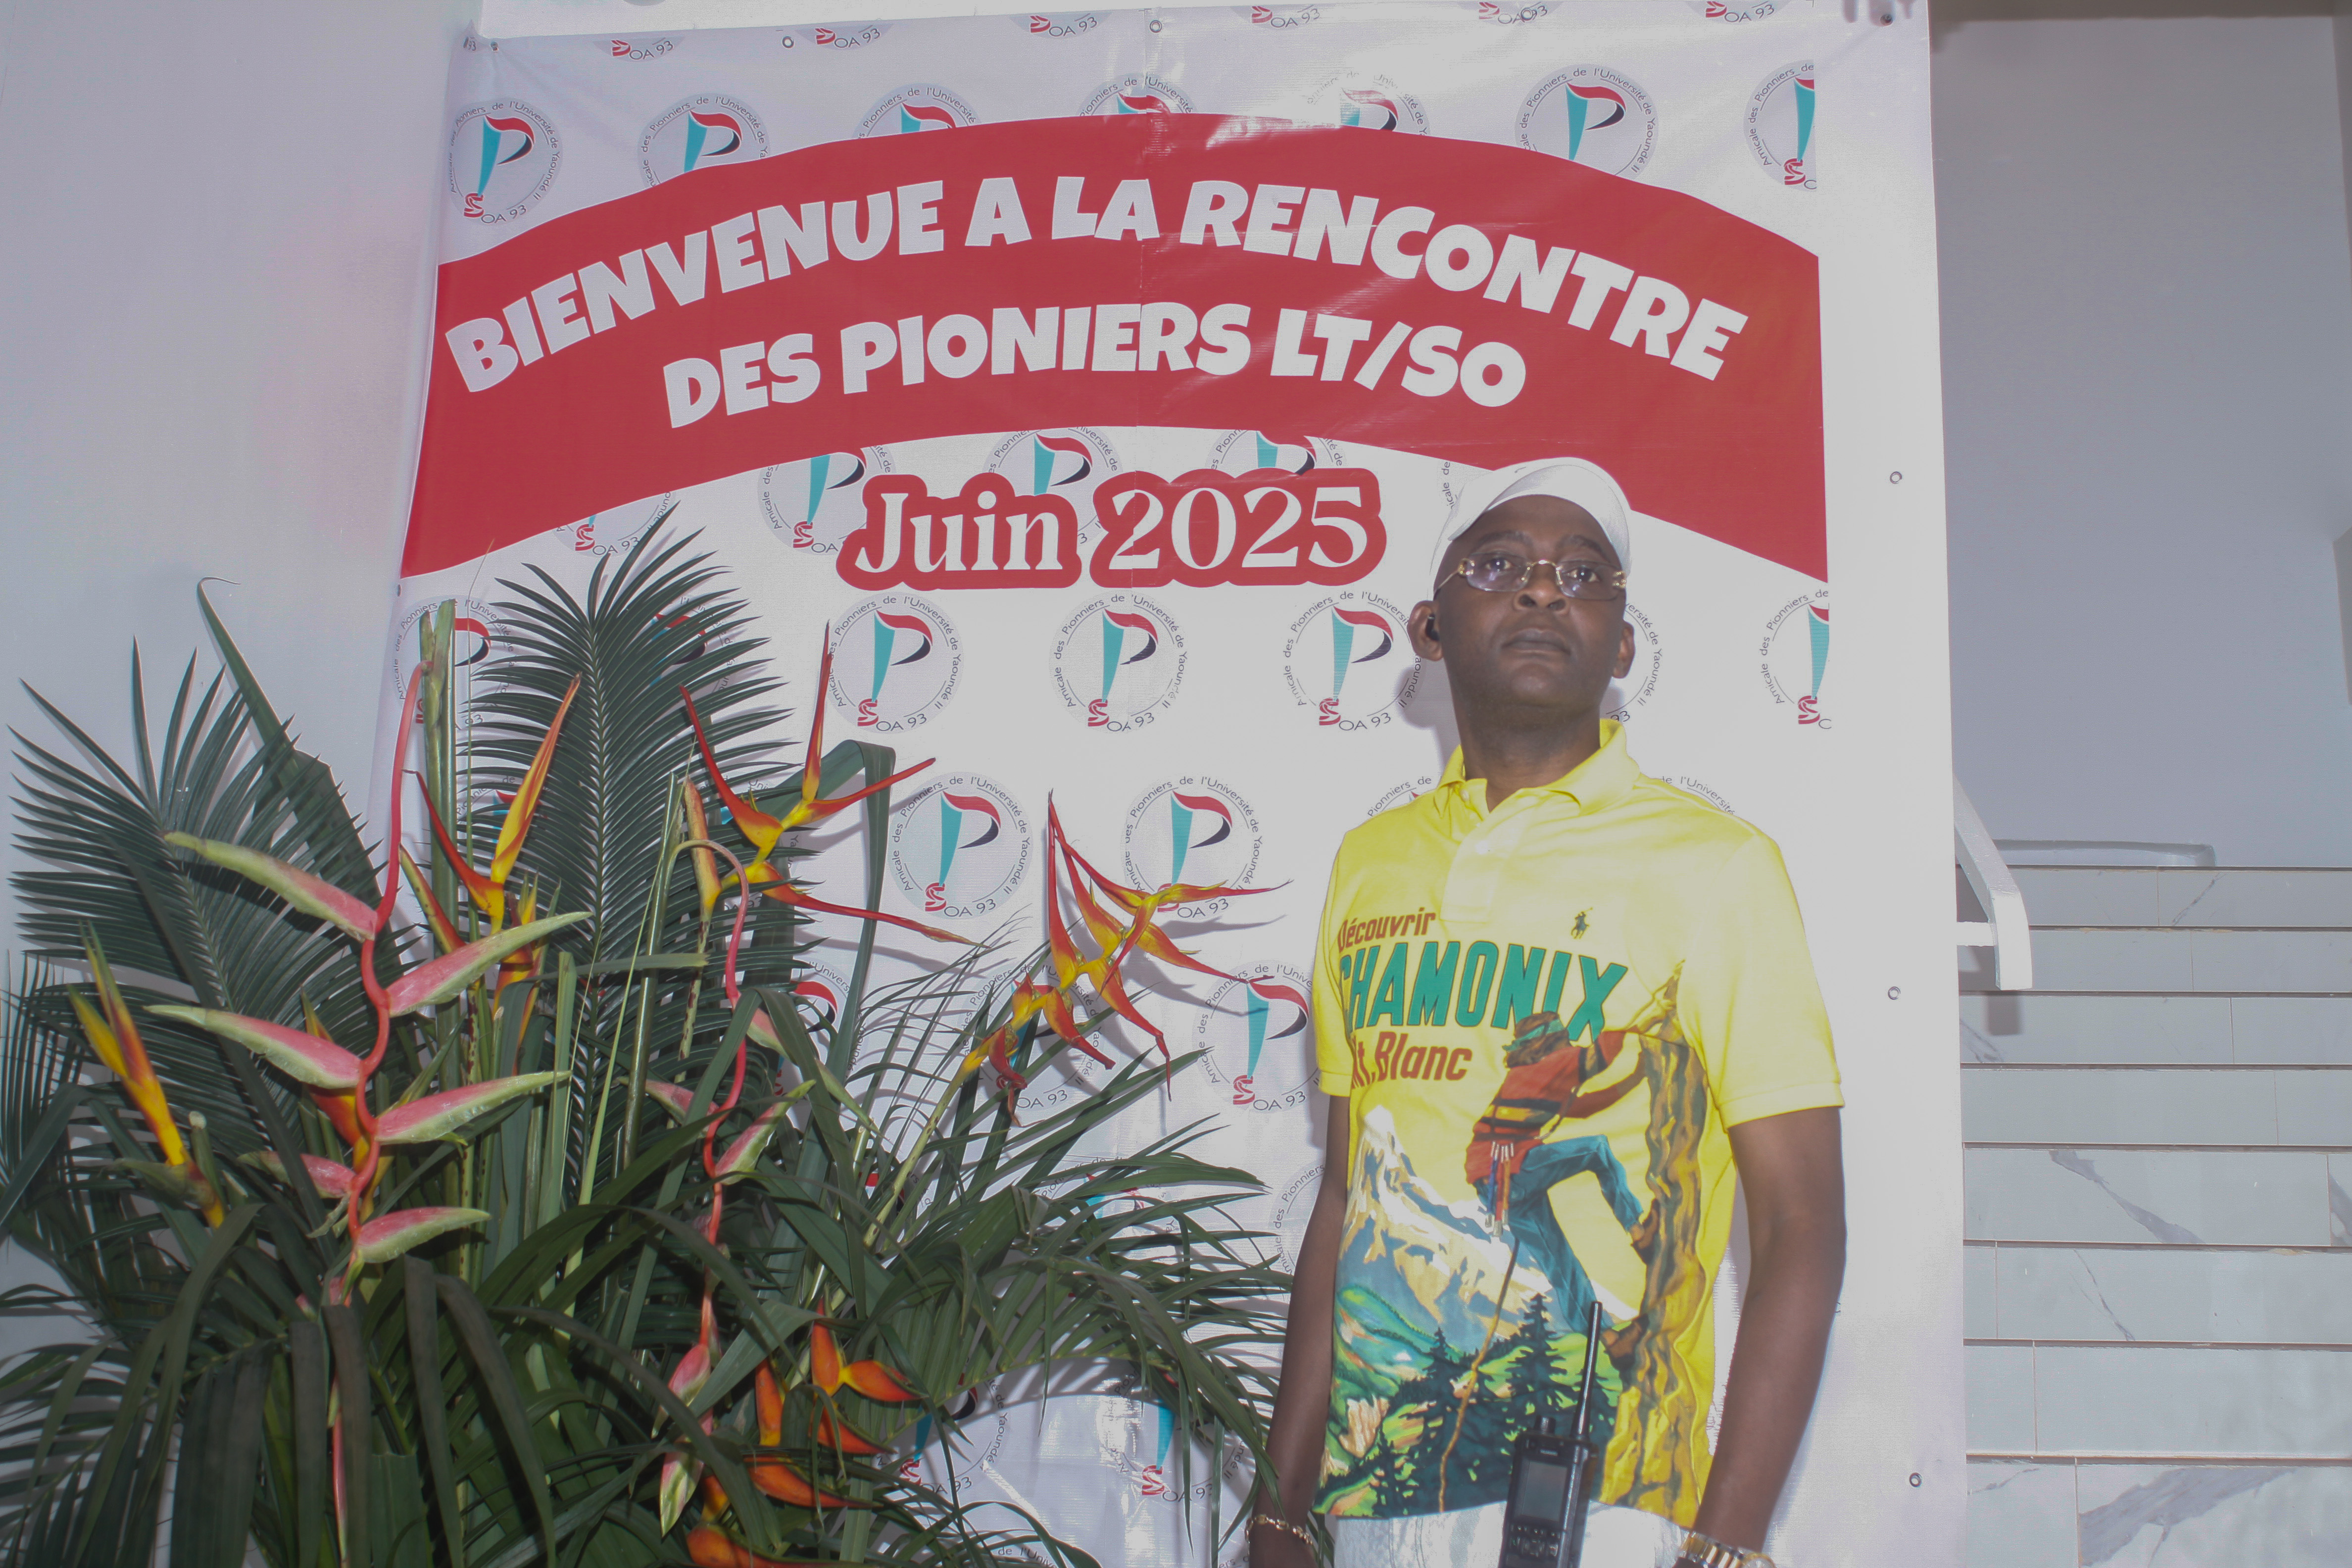 BIENVENUE A LA RENCONTRE
DES PIONIERS LT/SO
Juin 2025
Amicale des Pionniers de l'Université de Yaoundé II
SOA 93
Découvrir
CHAMONIX
Mt. Blanc